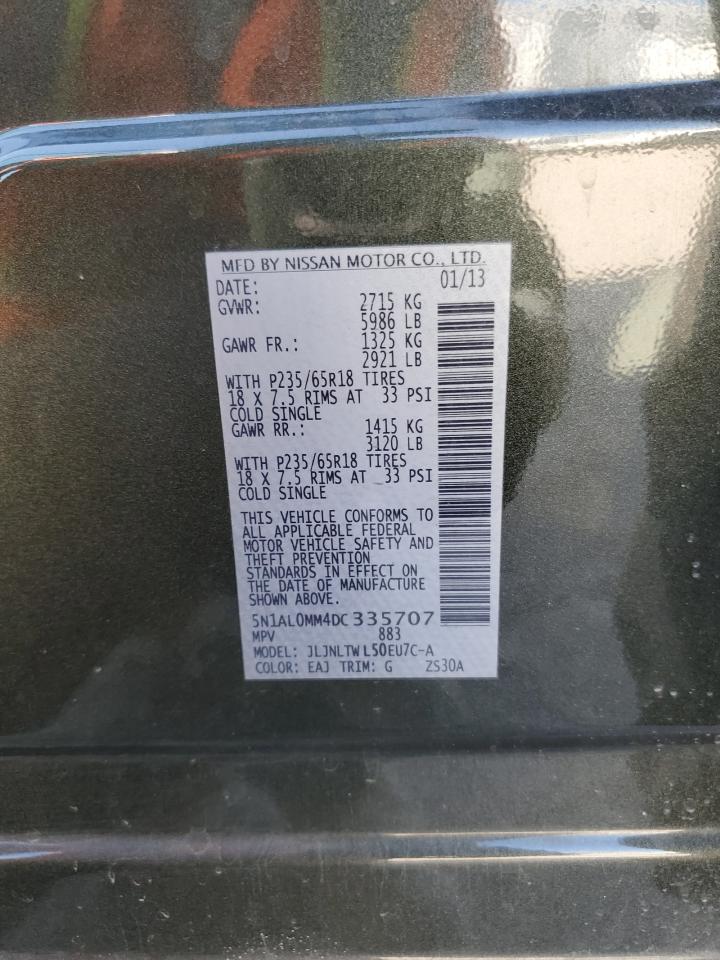 MFD BY NISSAN MOTOR CO., LTD.
DATE: 01/13
GVWR: 2715 KG
5986 LB
GAWR FR.: 1325 KG
2921 LB
WITH P235/65R18 TIRES
18 X 7.5 RIMS AT 33 PSI
COLD SINGLE
GAWR RR.: 1415 KG
3120 LB
WITH P235/65R18 TIRES
18 X 7.5 RIMS AT 33 PSI
COLD SINGLE
THIS VEHICLE CONFORMS TO
ALL APPLICABLE FEDERAL
MOTOR VEHICLE SAFETY AND
THEFT PREVENTION
STANDARDS IN EFFECT ON
THE DATE OF MANUFACTURE
SHOWN ABOVE.
5N1AL0MM4DC335707
MPV 883
MODEL: JLJNLTWL50EU7C-A
COLOR: EAJ TRIM: G ZS30A